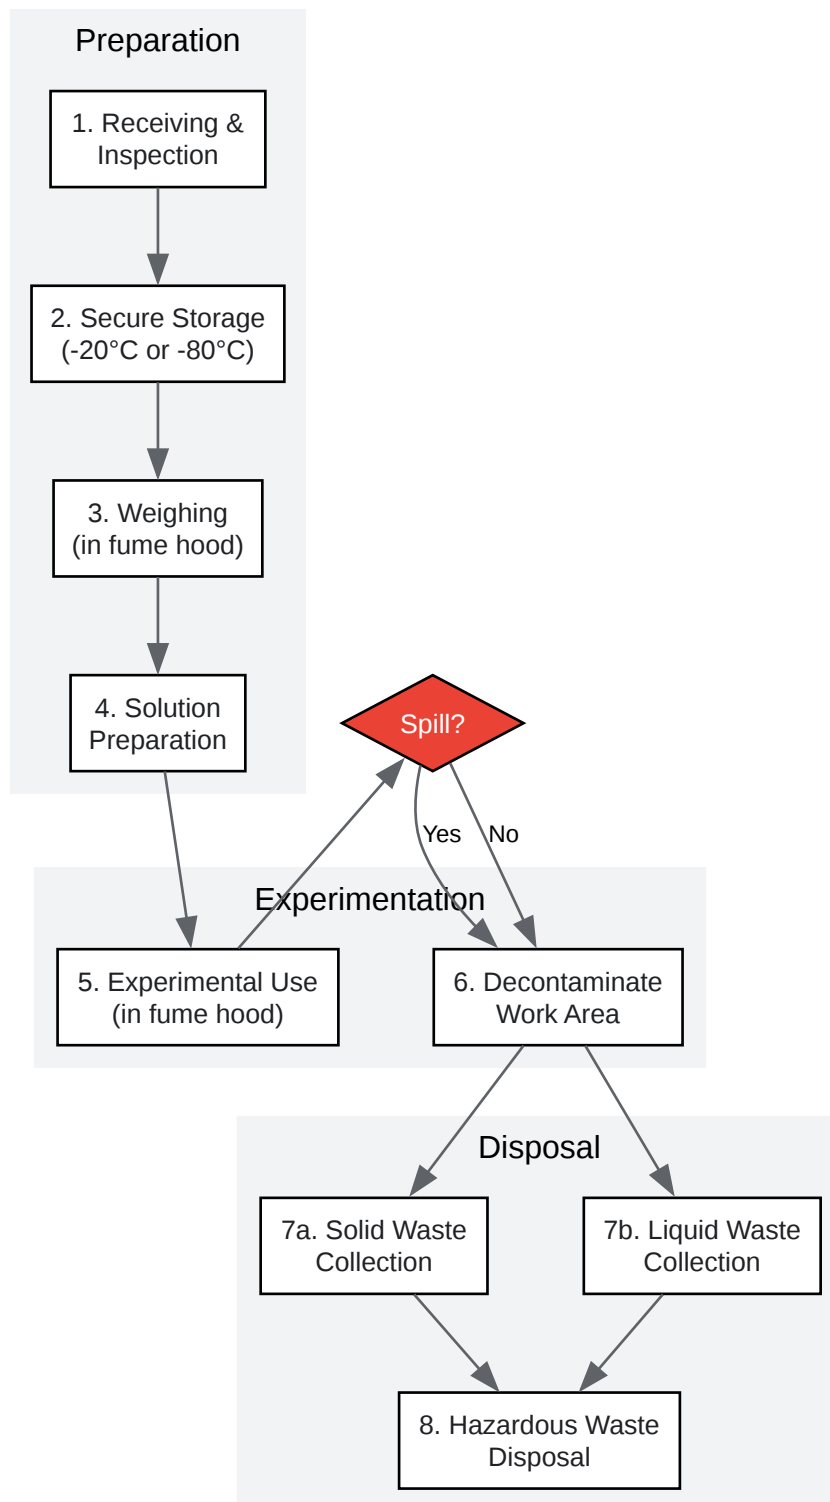 Preparation
1. Receiving &
Inspection
2. Secure Storage
(-20°C or -80°C)
3. Weighing
(in fume hood)
4. Solution
Preparation
Spill?
Yes
No
Experimentation
5. Experimental Use
(in fume hood)
6. Decontaminate
Work Area
Disposal
7a. Solid Waste
Collection
7b. Liquid Waste
Collection
8. Hazardous Waste
Disposal